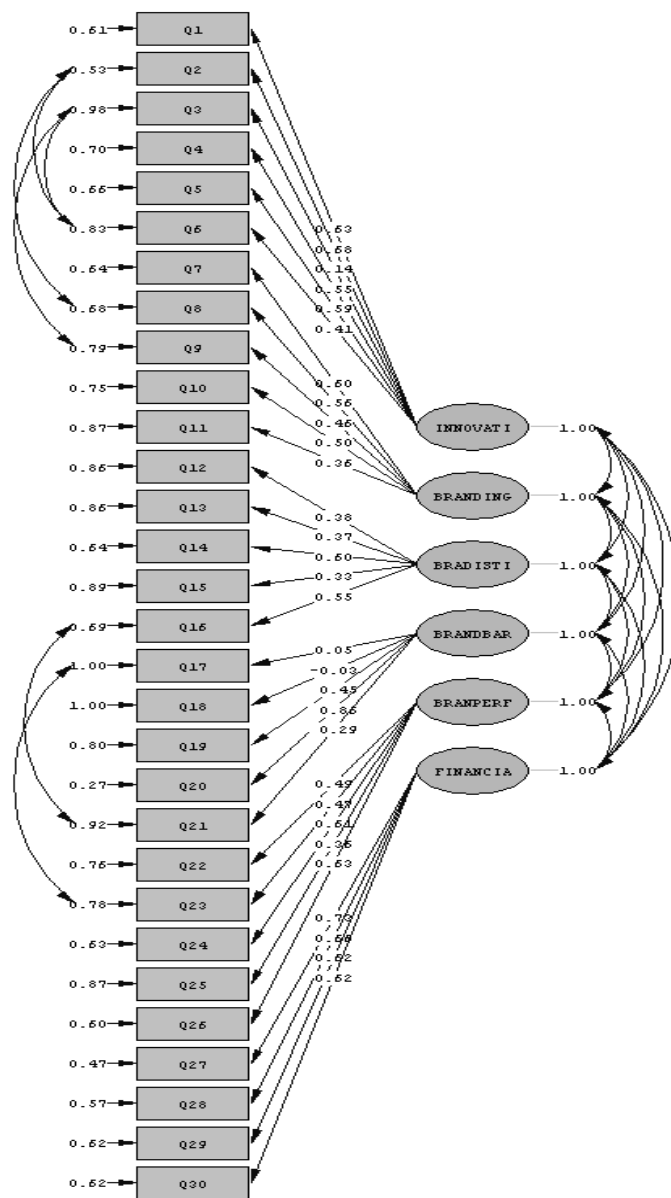 0.61 Q1
0.53 Q2
0.98 Q3
0.70 Q4
0.66 Q5
0.83 Q6
0.64 Q7
0.68 Q8
0.79 Q9
0.75 Q10
0.87 Q11
0.86 Q12
0.86 Q13
0.64 Q14
0.89 Q15
0.69 Q16
1.00 Q17
1.00 Q18
0.80 Q19
0.27 Q20
0.92 Q21
0.76 Q22
0.78 Q23
0.63 Q24
0.87 Q25
0.60 Q26
0.47 Q27
0.57 Q28
0.62 Q29
0.62 Q30
0.63
0.68
0.14
0.55
0.59
0.41
0.60
0.56
0.46
0.50
0.36
0.38
0.37
0.60
0.33
0.55
0.05
-0.03
0.45
0.86
0.29
0.49
0.47
0.61
0.36
0.63
0.73
0.66
0.62
0.62
INNOVATI 1.00
BRANDING 1.00
BRADISTI 1.00
BRANDBAR 1.00
BRANPERF 1.00
FINANCIA 1.00